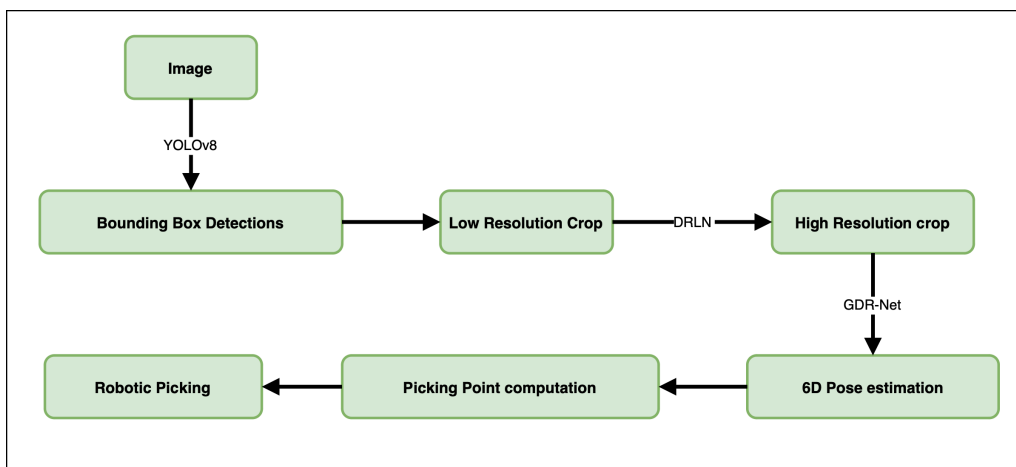 Image
YOLOv8
Bounding Box Detections
Low Resolution Crop
DRLN
High Resolution crop
GDR-Net
6D Pose estimation
Picking Point computation
Robotic Picking